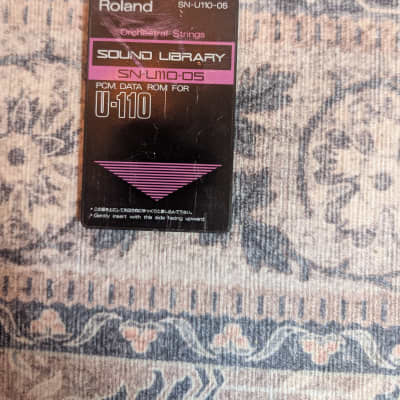 Roland SN-U110-05
Orchestral Strings
SOUND LIBRARY
SN-U110-05
PCM DATA ROM FOR
U-110
• Gently insert with this side facing upward.